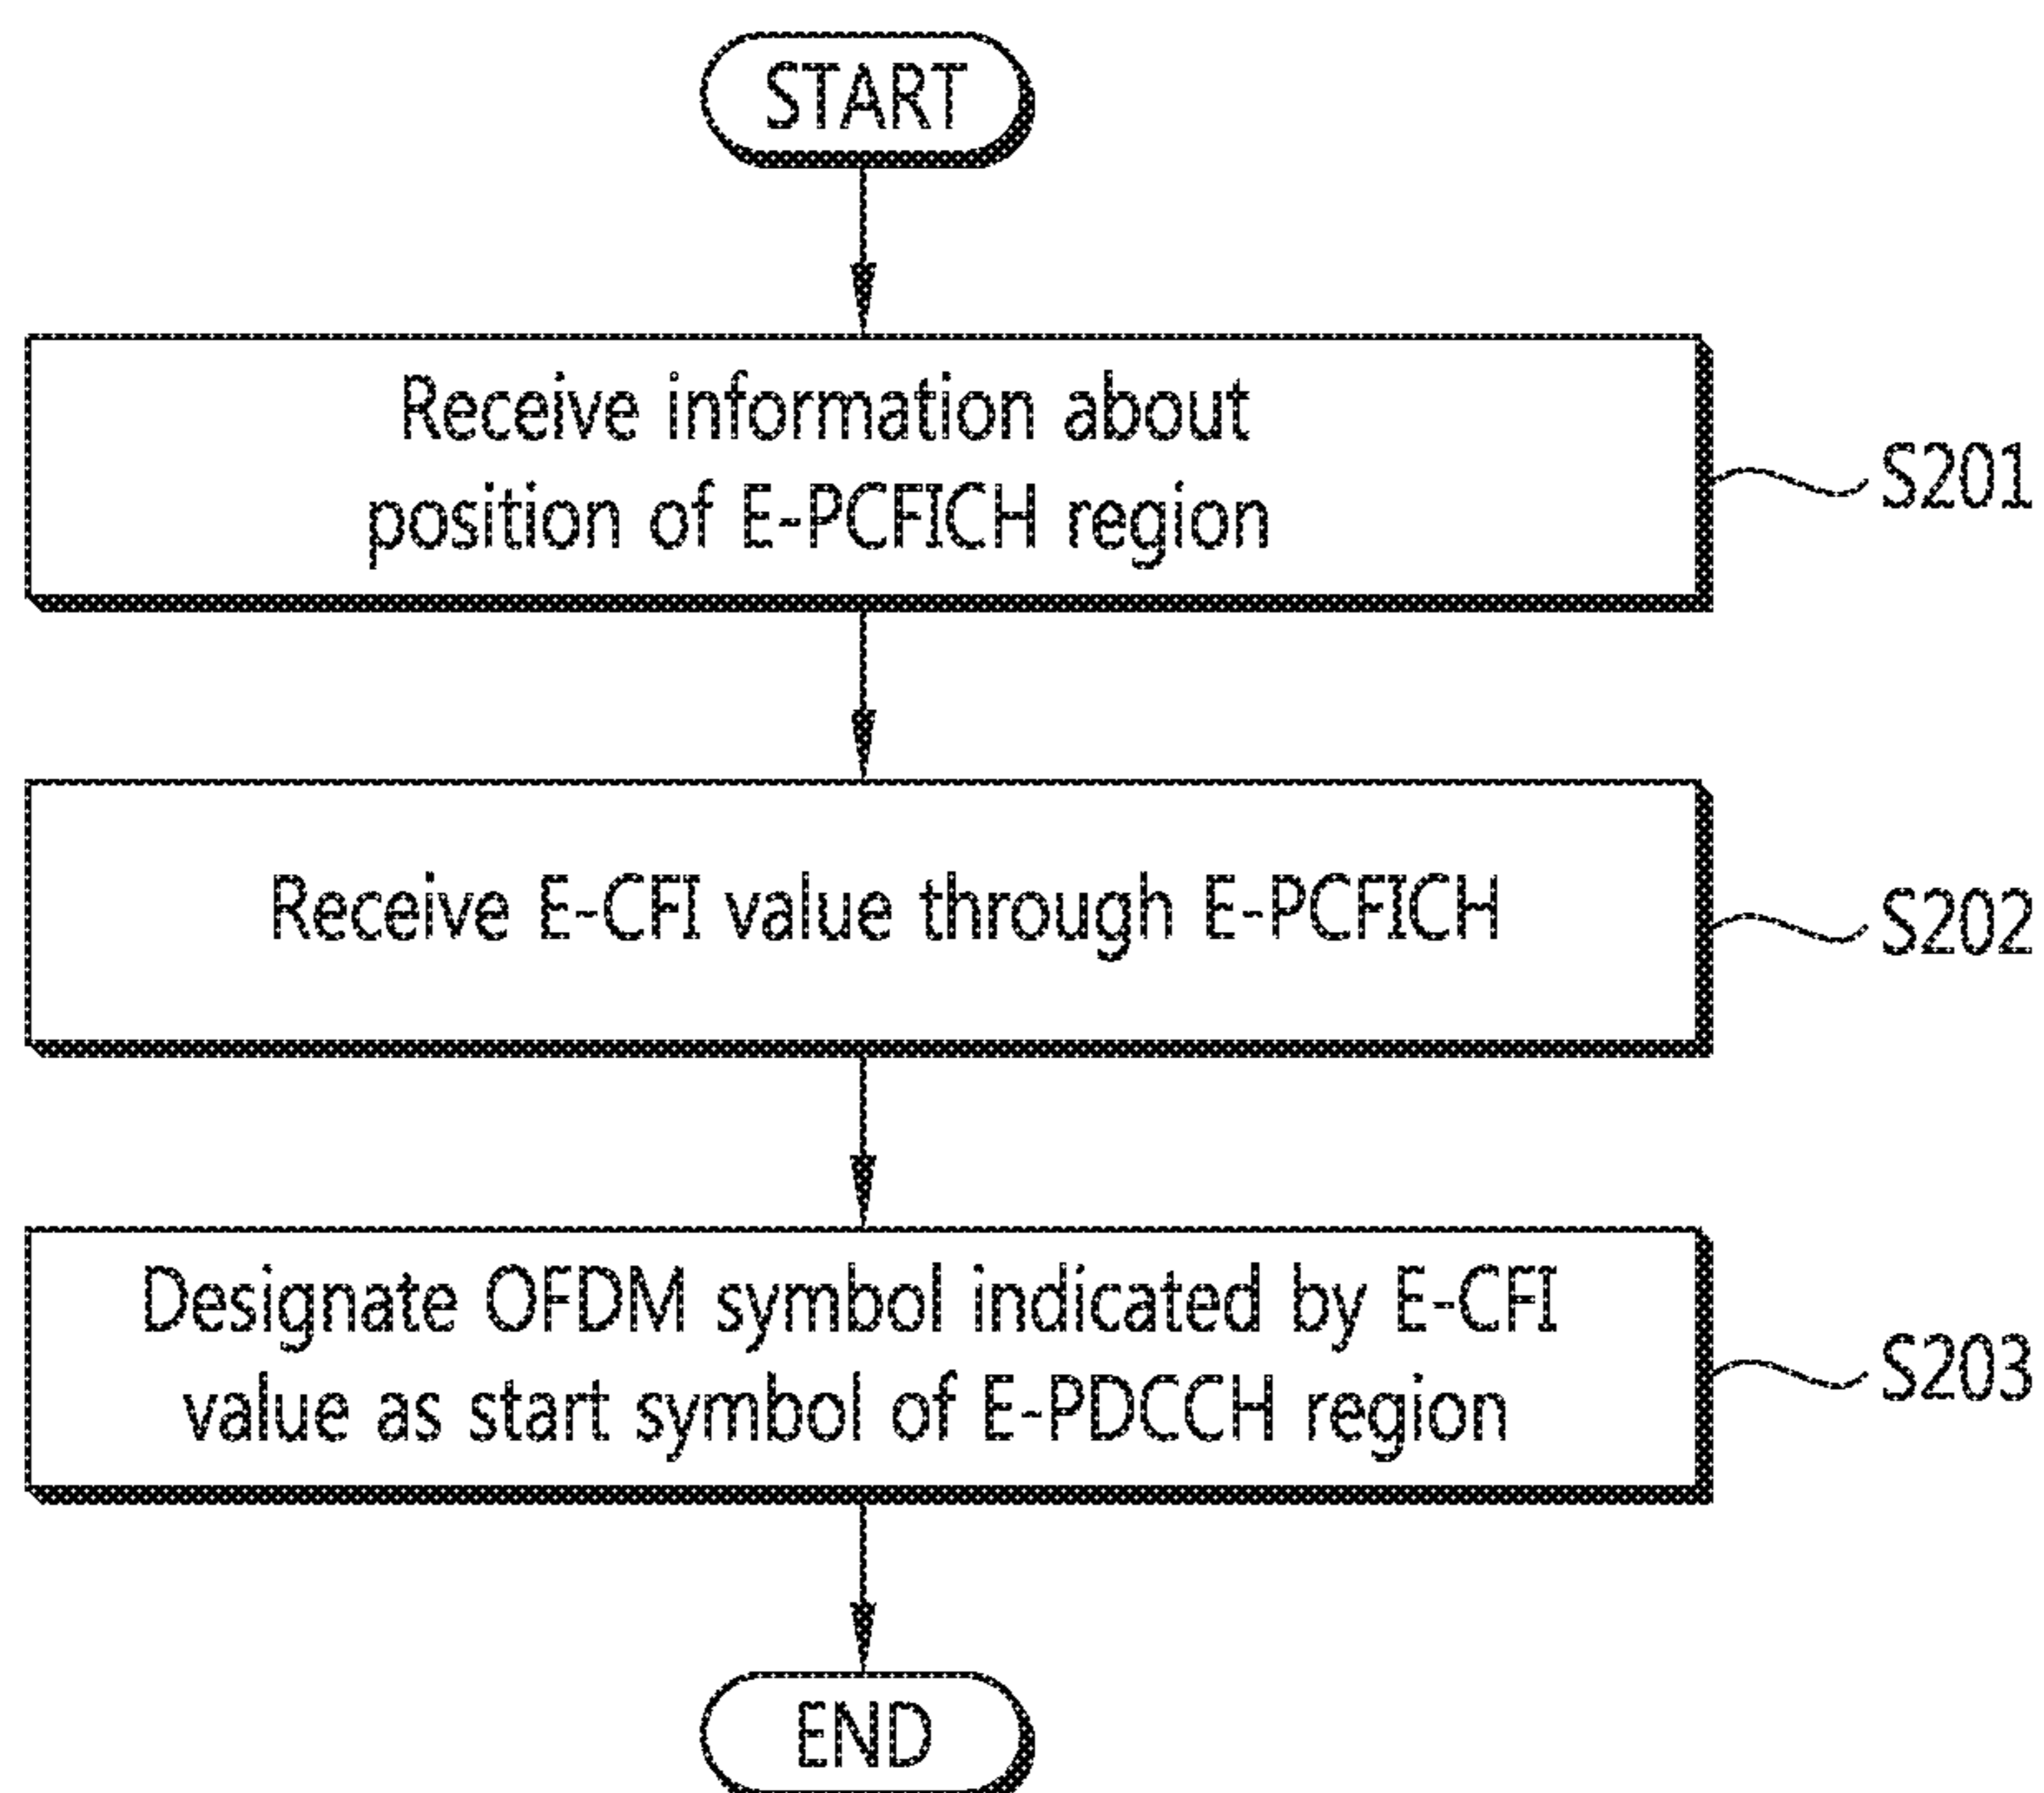 START
Receive information about
position of E-PCFICH region
S201
Receive E-CFI value through E-PCFICH
S202
Designate OFDM symbol indicated by E-CFI
value as start symbol of E-PDCCH region
S203
END